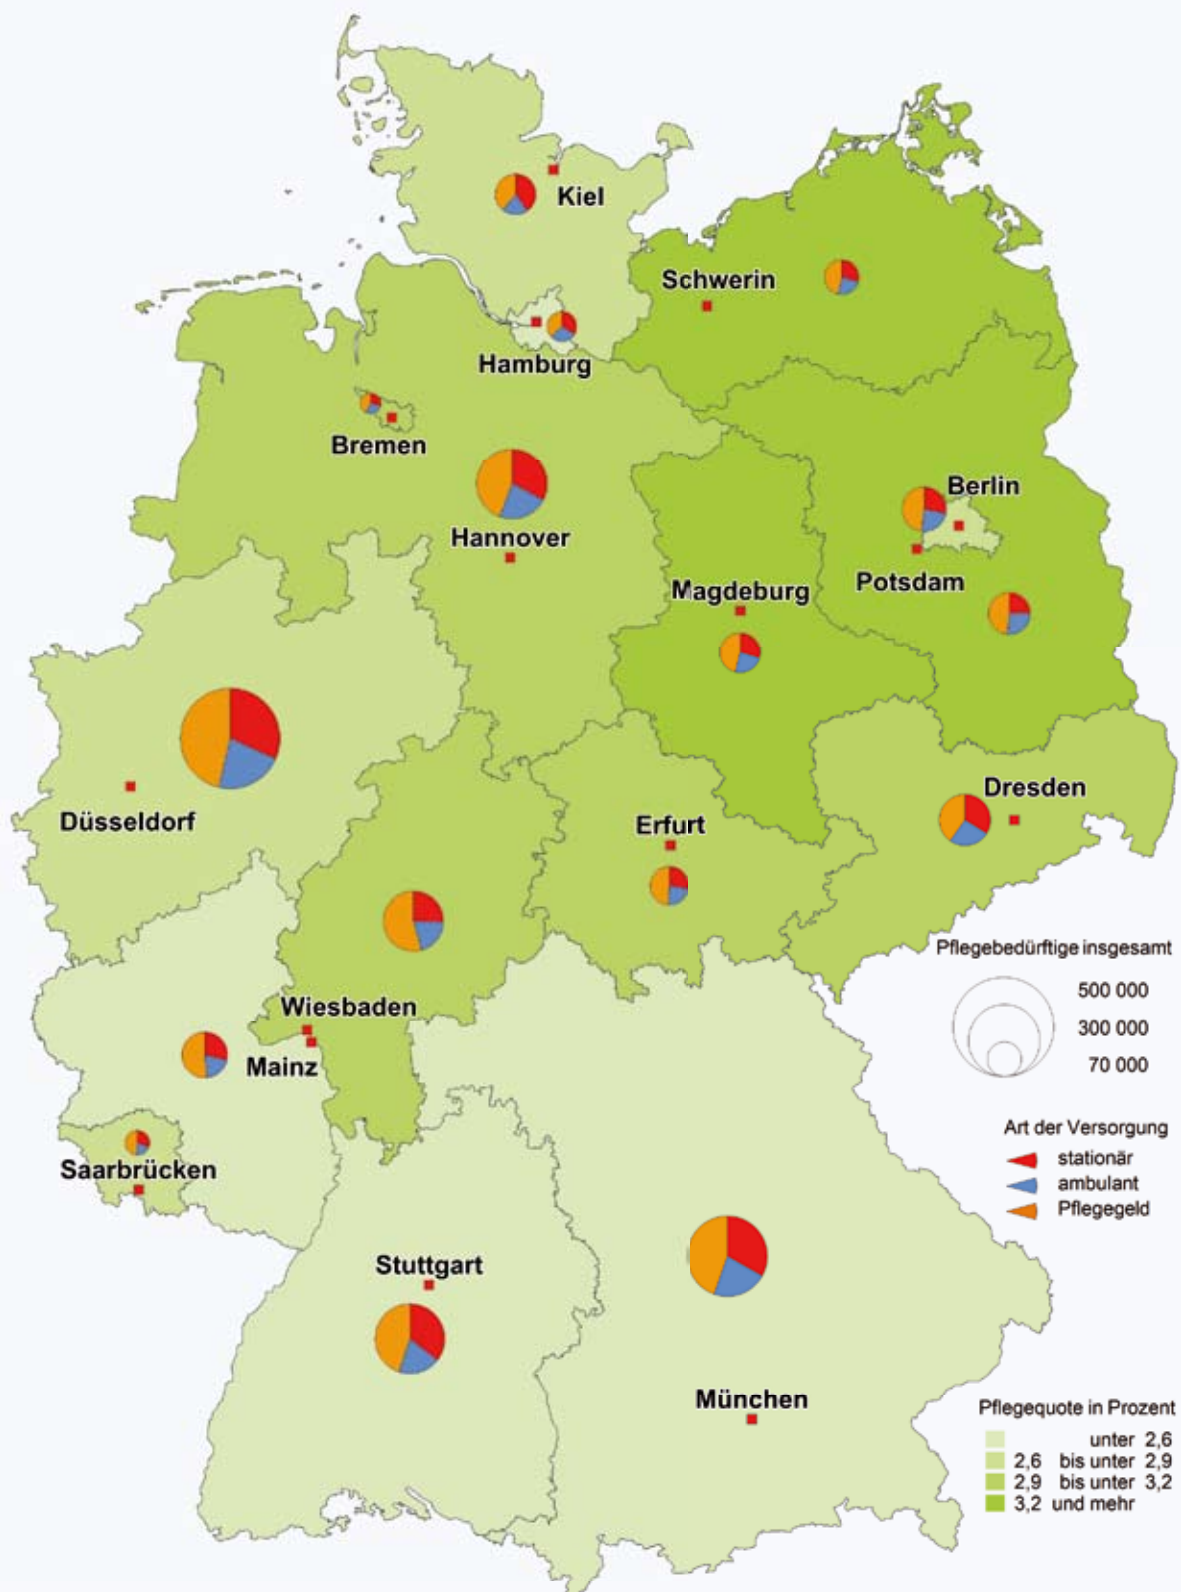 Kiel
Schwerin
Hamburg
Bremen
Berlin
Hannover
Potsdam
Magdeburg
Düsseldorf
Dresden
Erfurt
Wiesbaden
Mainz
Saarbrücken
Stuttgart
München
Pflegebedürftige insgesamt
500 000
300 000
70 000
Art der Versorgung
stationär
ambulant
Pflegegeld
Pflegequote in Prozent
unter 2,6
2,6 bis unter 2,9
2,9 bis unter 3,2
3,2 und mehr